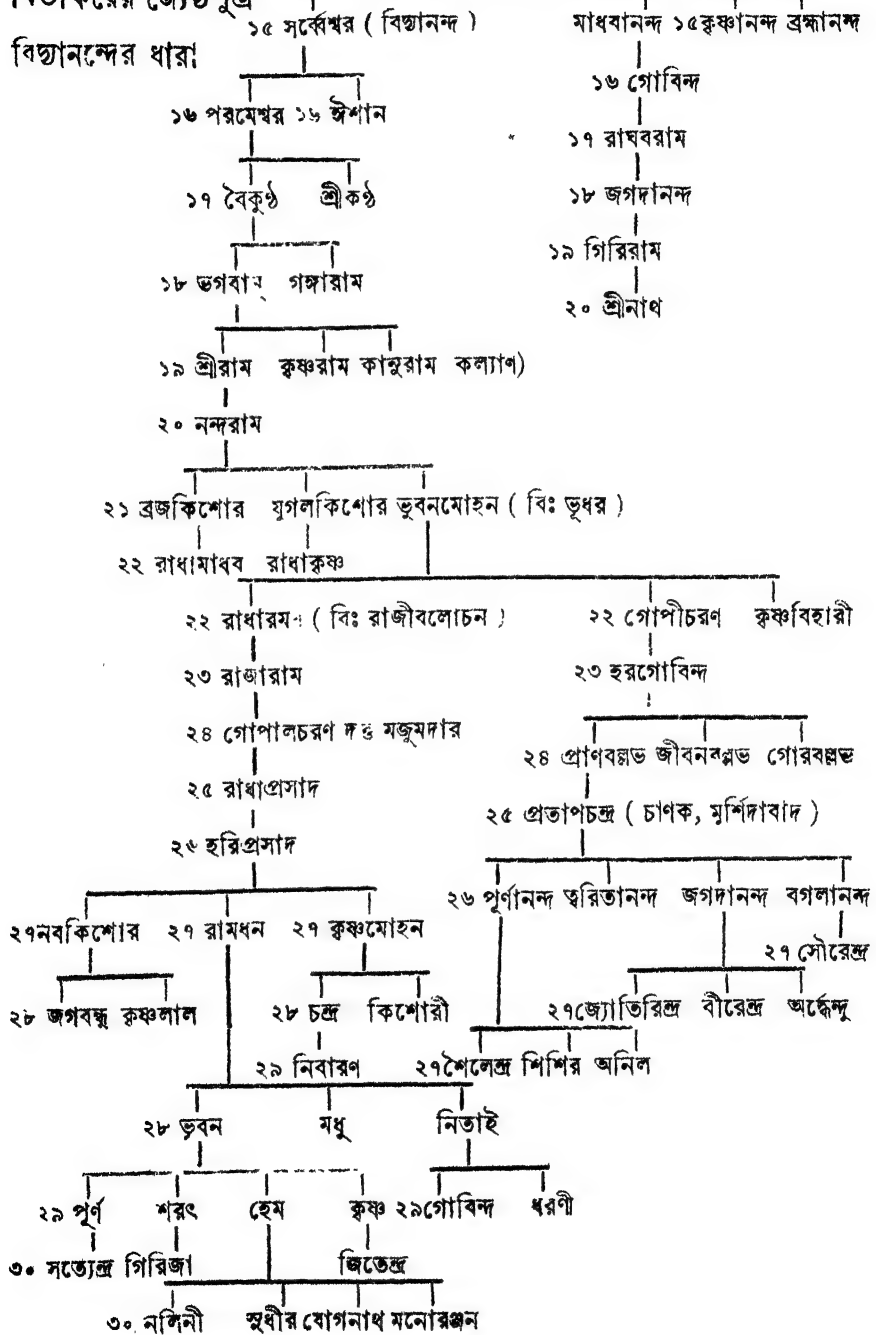 ১৫ সর্ব্বেশ্বর ( বিদ্যানন্দ ) মাধবানন্দ ১৫কৃষ্ণানন্দ ব্রহ্মানন্দ
বিদ্যানন্দের ধারা
১৬ গোবিন্দ
১৬ পরমেশ্বর ১৬ ঈশান
১৭ রাঘবরাম
১৭ বৈকুণ্ঠ শ্রীকণ্ঠ ১৮ জগদানন্দ
১৯ গিরিরাম
১৮ ভগবান্ গঙ্গারাম
২০ শ্রীনাথ
১৯ শ্রীরাম কৃষ্ণরাম কানুরাম কল্যাণ)
২০ নন্দরাম
২১ ব্রজকিশোর যুগলকিশোর ভুবনমোহন ( বিঃ ভূধর )
২২ রাধামাধব রাধাকৃষ্ণ
২২ রাধারমণ ( বিঃ রাজীবলোচন ) ২২ গোপীচরণ কৃষ্ণবিহারী
২৩ রাজারাম ২৩ হরগোবিন্দ
২৪ গোপালচরণ দত্ত মজুমদার
২৪ প্রাণবল্লভ জীবনবল্লভ গোরবল্লভ
২৫ রাধাপ্রসাদ
২৫ প্রতাপচন্দ্র ( চাণক, মুর্শিদাবাদ )
২৬ হরিপ্রসাদ
২৬ পূর্ণানন্দ ত্বরিতানন্দ জগদানন্দ বগলানন্দ
২৭নবকিশোর ২৭ রামধন ২৭ কৃষ্ণমোহন
২৭ সৌরেন্দ্র
২৮ জগবন্ধু কৃষ্ণলাল ২৮ চন্দ্র কিশোরী ২৭জ্যোতিরিন্দ্র বীরেন্দ্র অর্দ্ধেন্দু
২৯ নিবারণ ২৭শৈলেন্দ্র শিশির অনিল
২৮ ভুবন মধু নিতাই
২৯ পূর্ণ শরৎ হেম কৃষ্ণ ২৯গোবিন্দ ধরণী
৩০ সত্যেন্দ্র গিরিজা জিতেন্দ্র
৩০ নলিনী সুধীর যোগনাথ মনোরঞ্জন